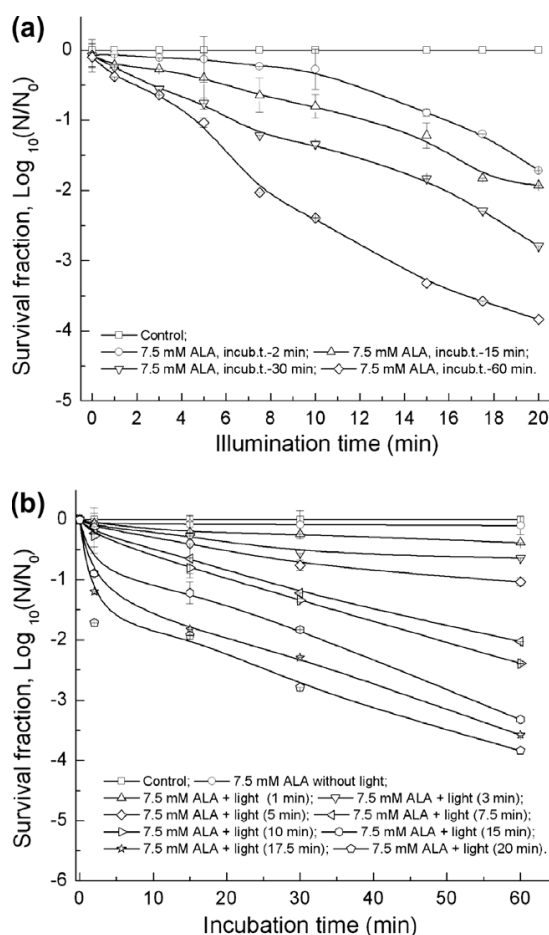 (a)
0
-1
-2
-3
-4
-5
Survival fraction, Log 10(N/N0)
Control;
7.5 mM ALA, incub.t.-2 min; 7.5 mM ALA, incub.t.-15 min;
7.5 mM ALA, incub.t.-30 min; 7.5 mM ALA, incub.t.-60 min.
0 2 4 6 8 10 12 14 16 18 20
Illumination time (min)
(b)
0
-1
-2
-3
-4
-5
-6
Survival fraction, Log 10(N/N0)
Control; 7.5 mM ALA without light;
7.5 mM ALA + light (1 min); 7.5 mM ALA + light (3 min);
7.5 mM ALA + light (5 min); 7.5 mM ALA + light (7.5 min);
7.5 mM ALA + light (10 min); 7.5 mM ALA + light (15 min);
7.5 mM ALA + light (17.5 min); 7.5 mM ALA + light (20 min).
0 10 20 30 40 50 60
Incubation time (min)